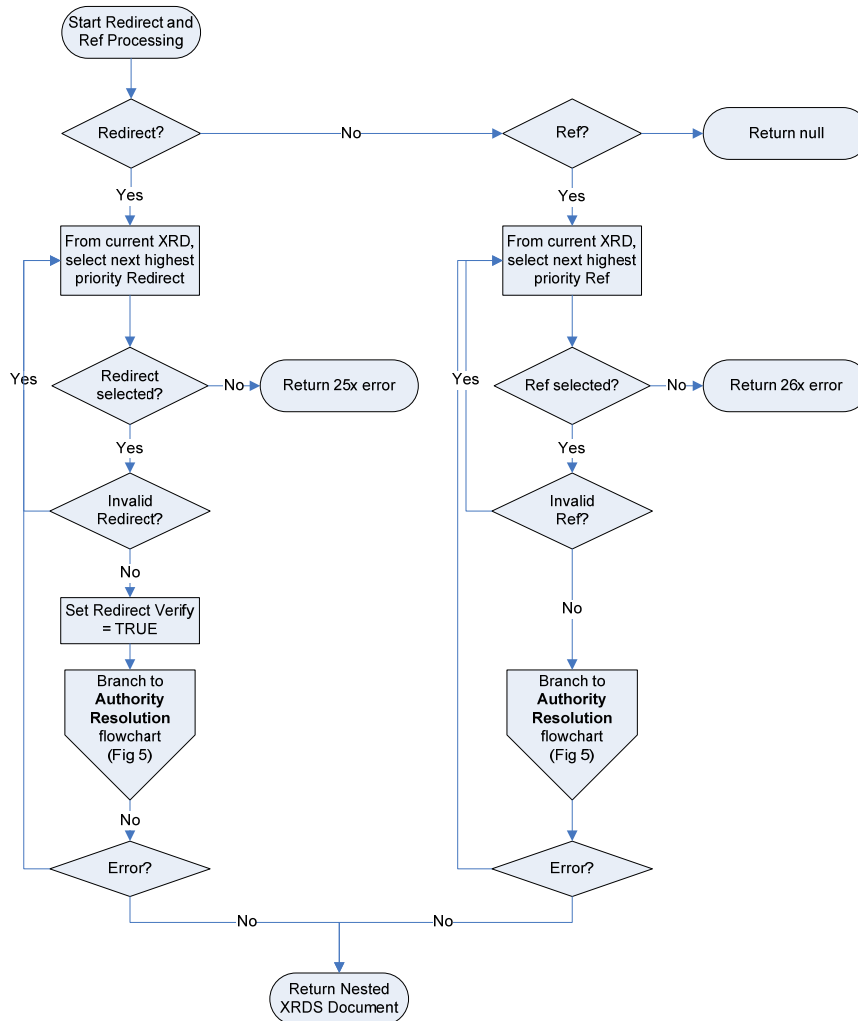 Start Redirect and
Ref Processing
Redirect?
No
Ref?
Return null
Yes
Yes
From current XRD,
select next highest
priority Redirect
From current XRD,
select next highest
priority Ref
Yes
Redirect
selected?
No
Return 25x error
Yes
Ref selected?
No
Return 26x error
Yes
Yes
Invalid
Redirect?
Invalid
Ref?
No
Set Redirect Verify
= TRUE
No
Branch to
Authority
Resolution
flowchart
(Fig 5)
Branch to
Authority
Resolution
flowchart
(Fig 5)
No
Error?
Error?
No
No
Return Nested
XRDS Document